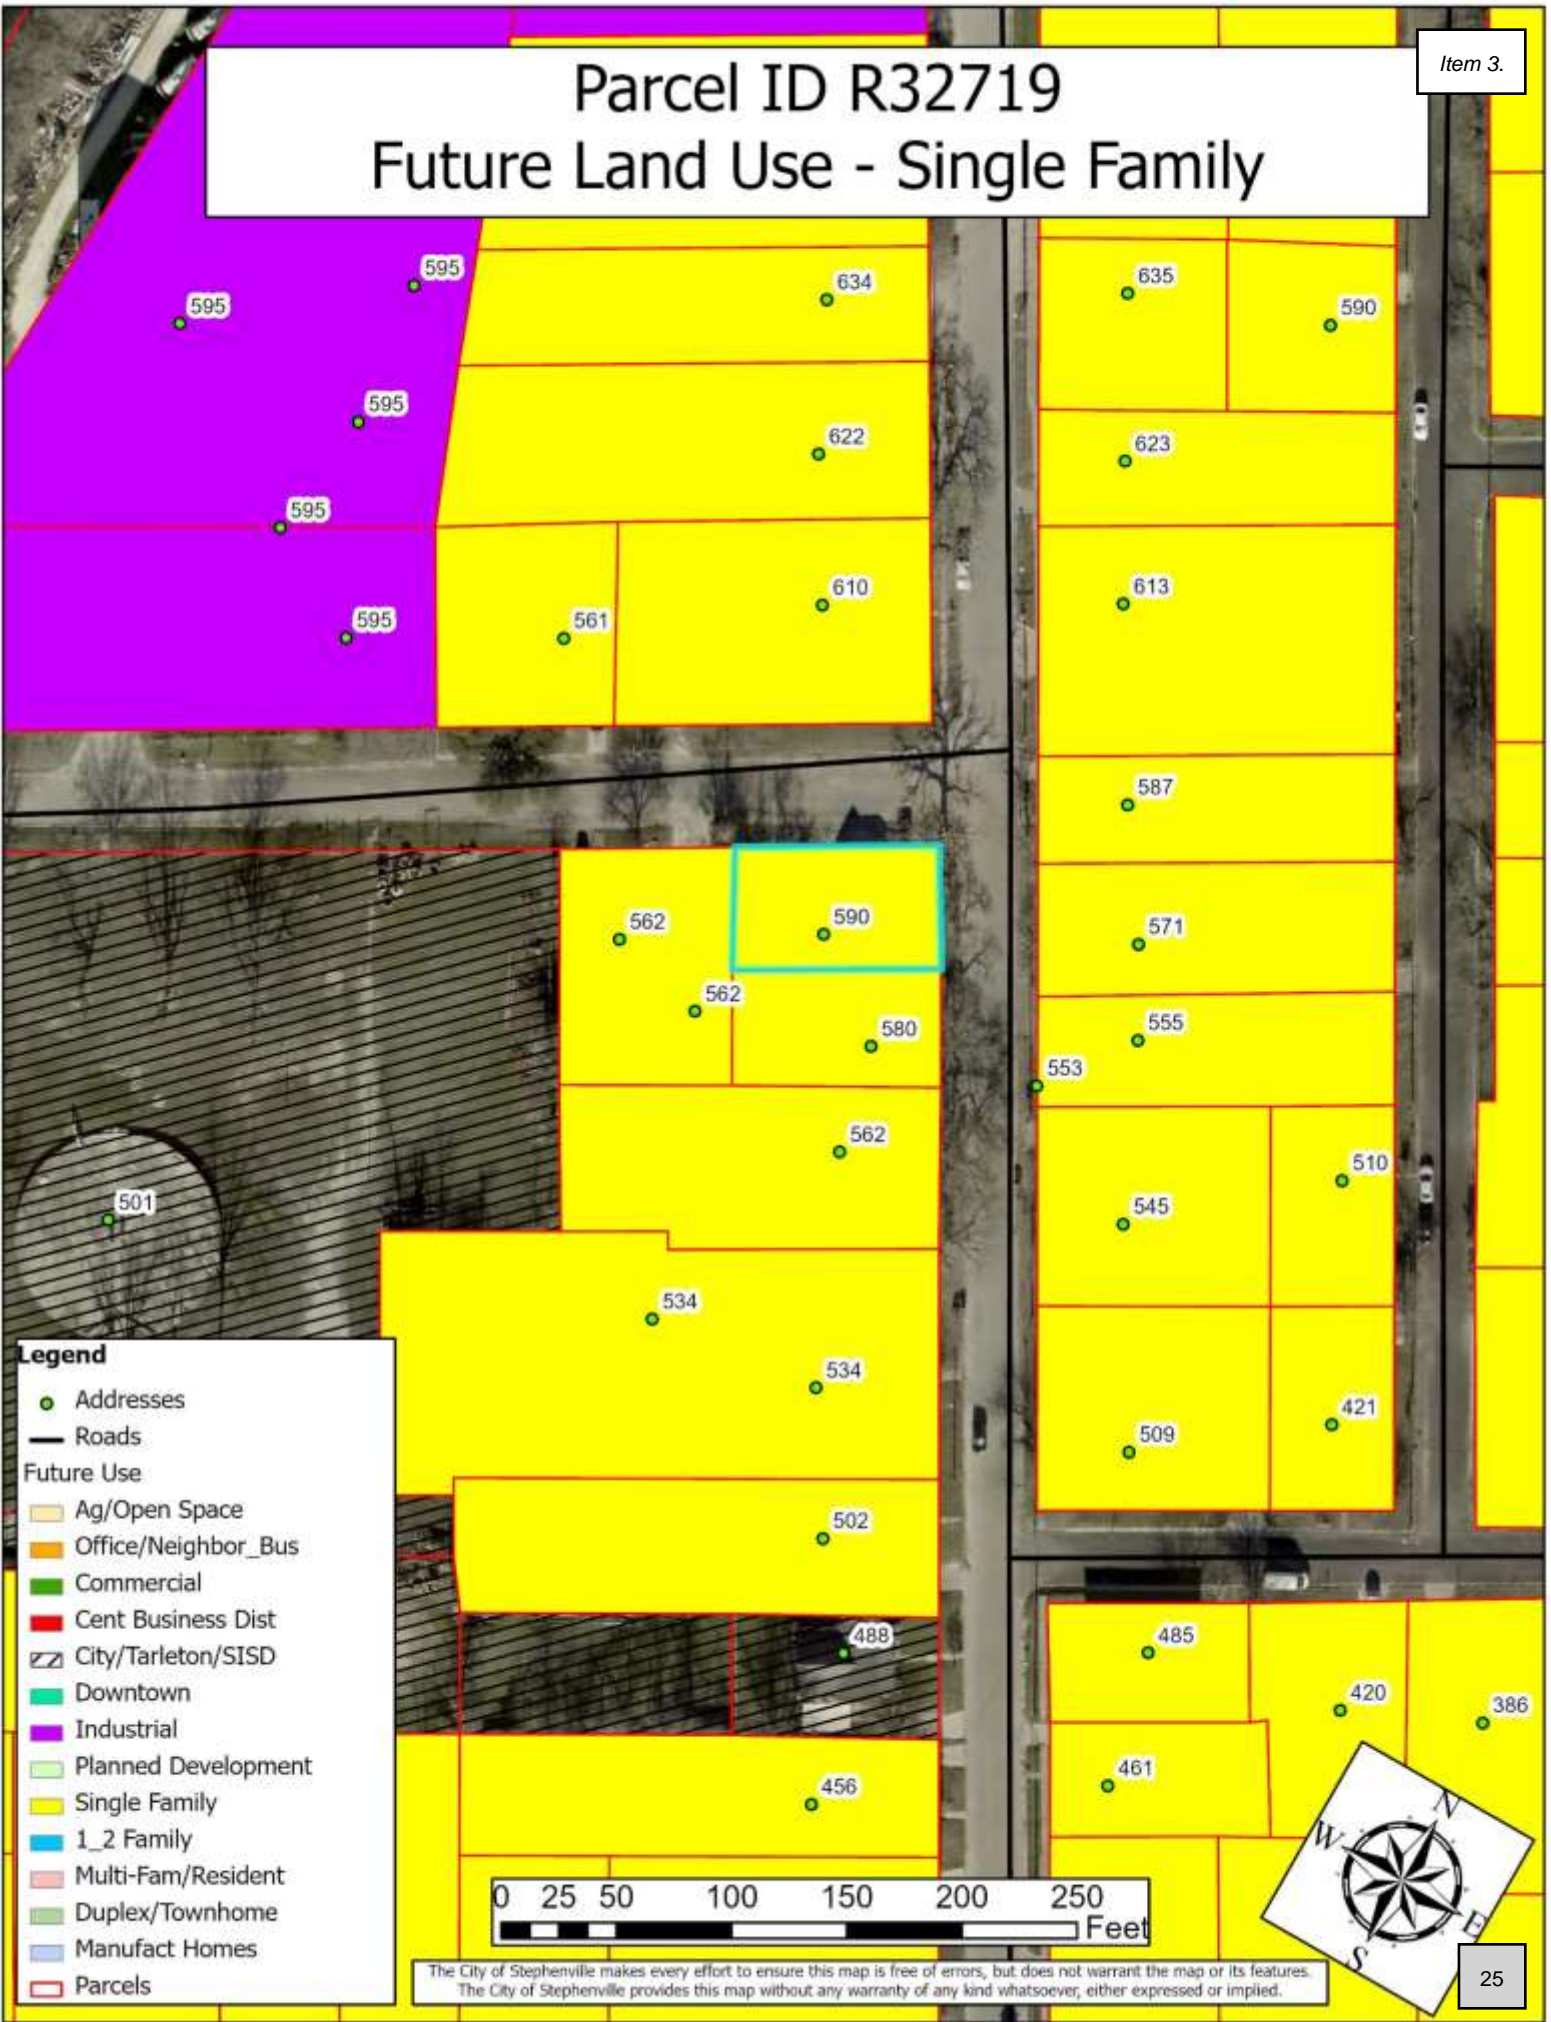 Item 3.
Parcel ID R32719
Future Land Use - Single Family
595
634
635
595
590
595
622
623
595
610
613
595
561
587
590
562
571
562
580
555
553
562
510
501
545
534
534
421
509
502
488
485
420
386
461
456
Legend
Addresses
Roads
Future Use
Ag/Open Space
Office/Neighbor_Bus
Commercial
Cent Business Dist
City/Tarleton/SISD
Downtown
Industrial
Planned Development
Single Family
1_2 Family
Multi-Fam/Resident
Duplex/Townhome
Manufact Homes
Parcels
0 25 50 100 150 200 250
Feet
N
W
E
S
The City of Stephenville makes every effort to ensure this map is free of errors, but does not warrant the map or its features.
The City of Stephenville provides this map without any warranty of any kind whatsoever, either expressed or implied.
25